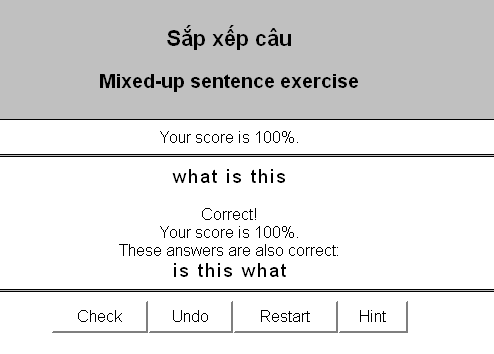 Sắp xếp câu
Mixed-up sentence exercise
Your score is 100%.
what is this
Correct!
Your score is 100%.
These answers are also correct:
is this what
Check Undo Restart Hint